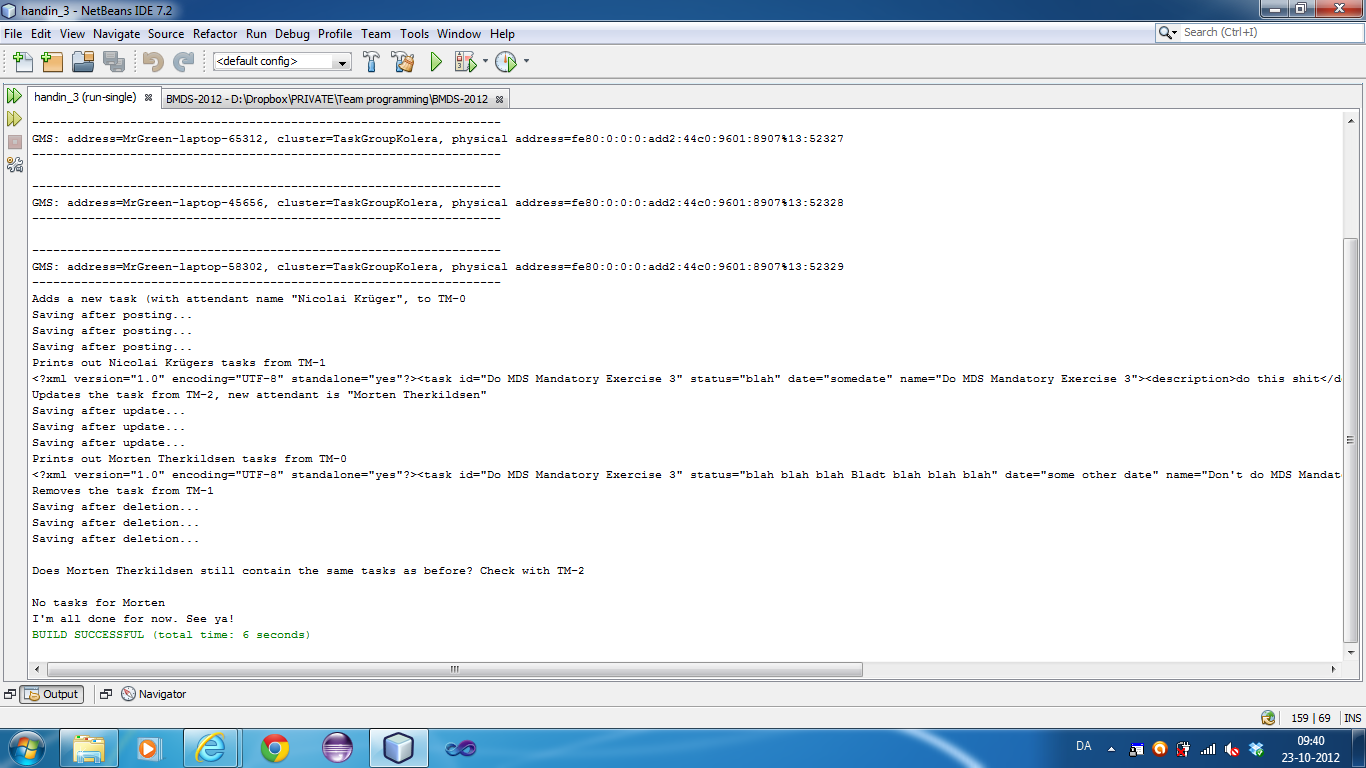 handin_3 - NetBeans IDE 7.2
File Edit View Navigate Source Refactor Run Debug Profile Team Tools Window Help
Search (Ctrl+I)
<default config>
handin_3 (run-single)
BMDS-2012 - D:\Dropbox\PRIVATE\Team programming\BMDS-2012
-------------------------------------------------------------------
GMS: address=MrGreen-laptop-65312, cluster=TaskGroupKolera, physical address=fe80:0:0:0:add2:44c0:9601:8907%13:52327
-------------------------------------------------------------------
-------------------------------------------------------------------
GMS: address=MrGreen-laptop-45656, cluster=TaskGroupKolera, physical address=fe80:0:0:0:add2:44c0:9601:8907%13:52328
-------------------------------------------------------------------
-------------------------------------------------------------------
GMS: address=MrGreen-laptop-58302, cluster=TaskGroupKolera, physical address=fe80:0:0:0:add2:44c0:9601:8907%13:52329
-------------------------------------------------------------------
Adds a new task (with attendant name "Nicolai Krüger", to TM-0
Saving after posting...
Saving after posting...
Saving after posting...
Prints out Nicolai Krügers tasks from TM-1
<?xml version="1.0" encoding="UTF-8" standalone="yes"?><task id="Do MDS Mandatory Exercise 3" status="blah" date="somedate" name="Do MDS Mandatory Exercise 3"><description>do this shit</d
Updates the task from TM-2, new attendant is "Morten Therkildsen"
Saving after update...
Saving after update...
Saving after update...
Prints out Morten Therkildsen tasks from TM-0
<?xml version="1.0" encoding="UTF-8" standalone="yes"?><task id="Do MDS Mandatory Exercise 3" status="blah blah blah Bladt blah blah blah" date="some other date" name="Don't do MDS Mandat
Removes the task from TM-1
Saving after deletion...
Saving after deletion...
Saving after deletion...
Does Morten Therkildsen still contain the same tasks as before? Check with TM-2
No tasks for Morten
I'm all done for now. See ya!
BUILD SUCCESSFUL (total time: 6 seconds)
Output
Navigator
159 | 69 INS
DA
09:40
23-10-2012